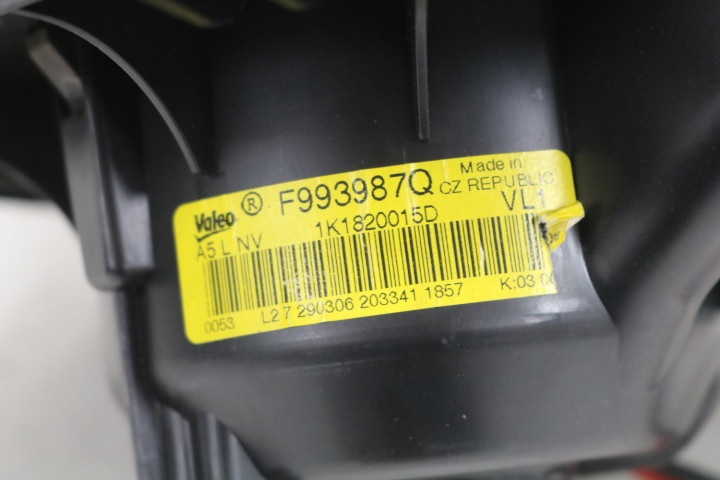 Valeo ® F993987Q Made in
CZ REPUBLIC
A5 L NV 1K1820015D VL1
0053 L27 290306 203341 1857 K:03